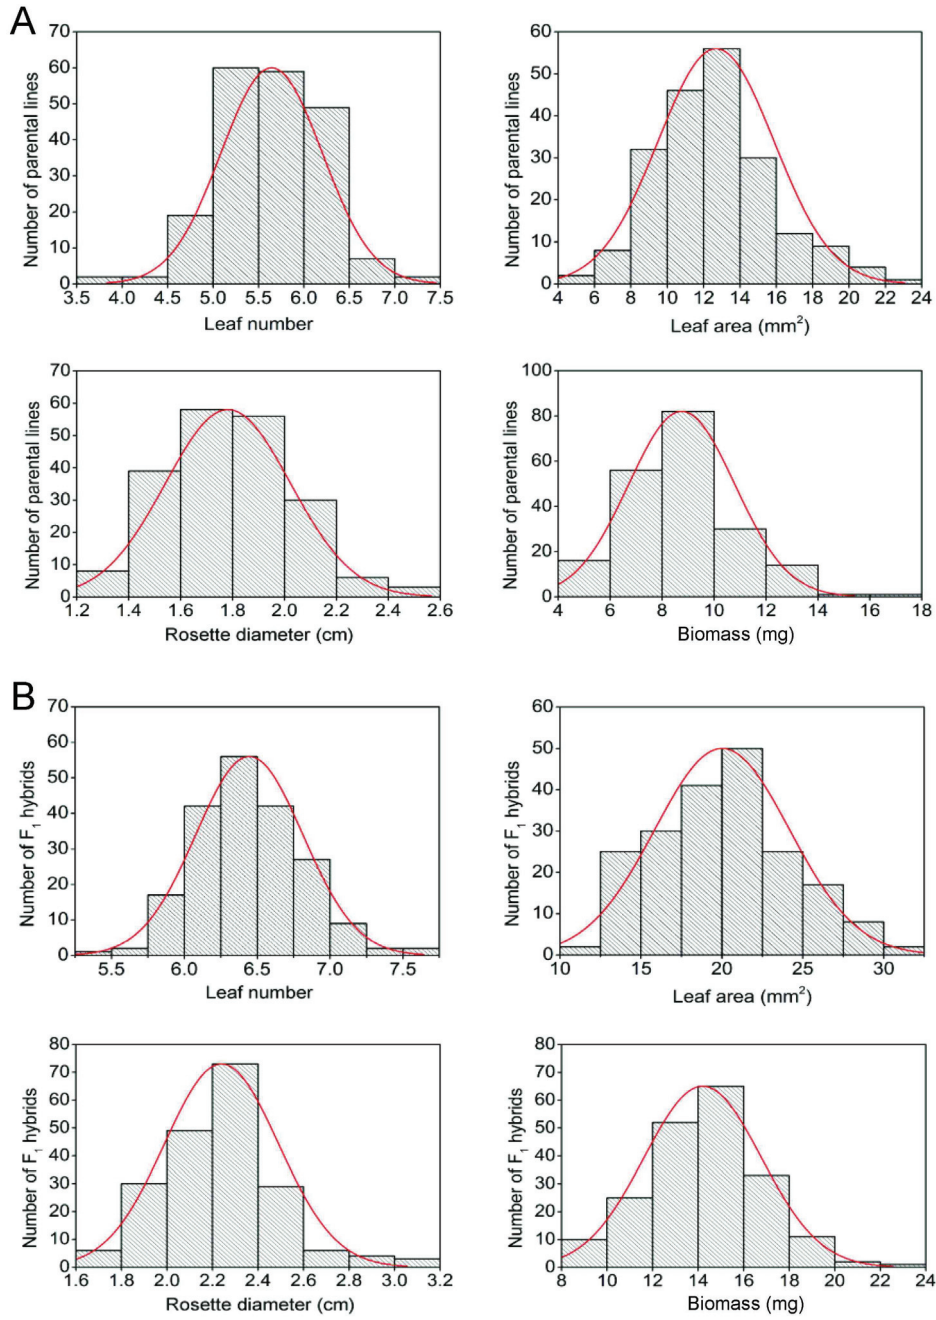 A
Number of parental lines
70
60
50
40
30
20
10
0
3.5 4.0 4.5 5.0 5.5 6.0 6.5 7.0 7.5
Leaf number
Number of parental lines
60
50
40
30
20
10
0
4 6 8 10 12 14 16 18 20 22 24
Leaf area (mm²)
Number of parental lines
70
60
50
40
30
20
10
0
1.2 1.4 1.6 1.8 2.0 2.2 2.4 2.6
Rosette diameter (cm)
Number of parental lines
100
80
60
40
20
0
4 6 8 10 12 14 16 18
Biomass (mg)
B
Number of F₁ hybrids
70
60
50
40
30
20
10
0
5.5 6.0 6.5 7.0 7.5
Leaf number
Number of F₁ hybrids
60
50
40
30
20
10
0
10 15 20 25 30
Leaf area (mm²)
Number of F₁ hybrids
80
70
60
50
40
30
20
10
0
1.6 1.8 2.0 2.2 2.4 2.6 2.8 3.0 3.2
Rosette diameter (cm)
Number of F₁ hybrids
80
70
60
50
40
30
20
10
0
8 10 12 14 16 18 20 22 24
Biomass (mg)